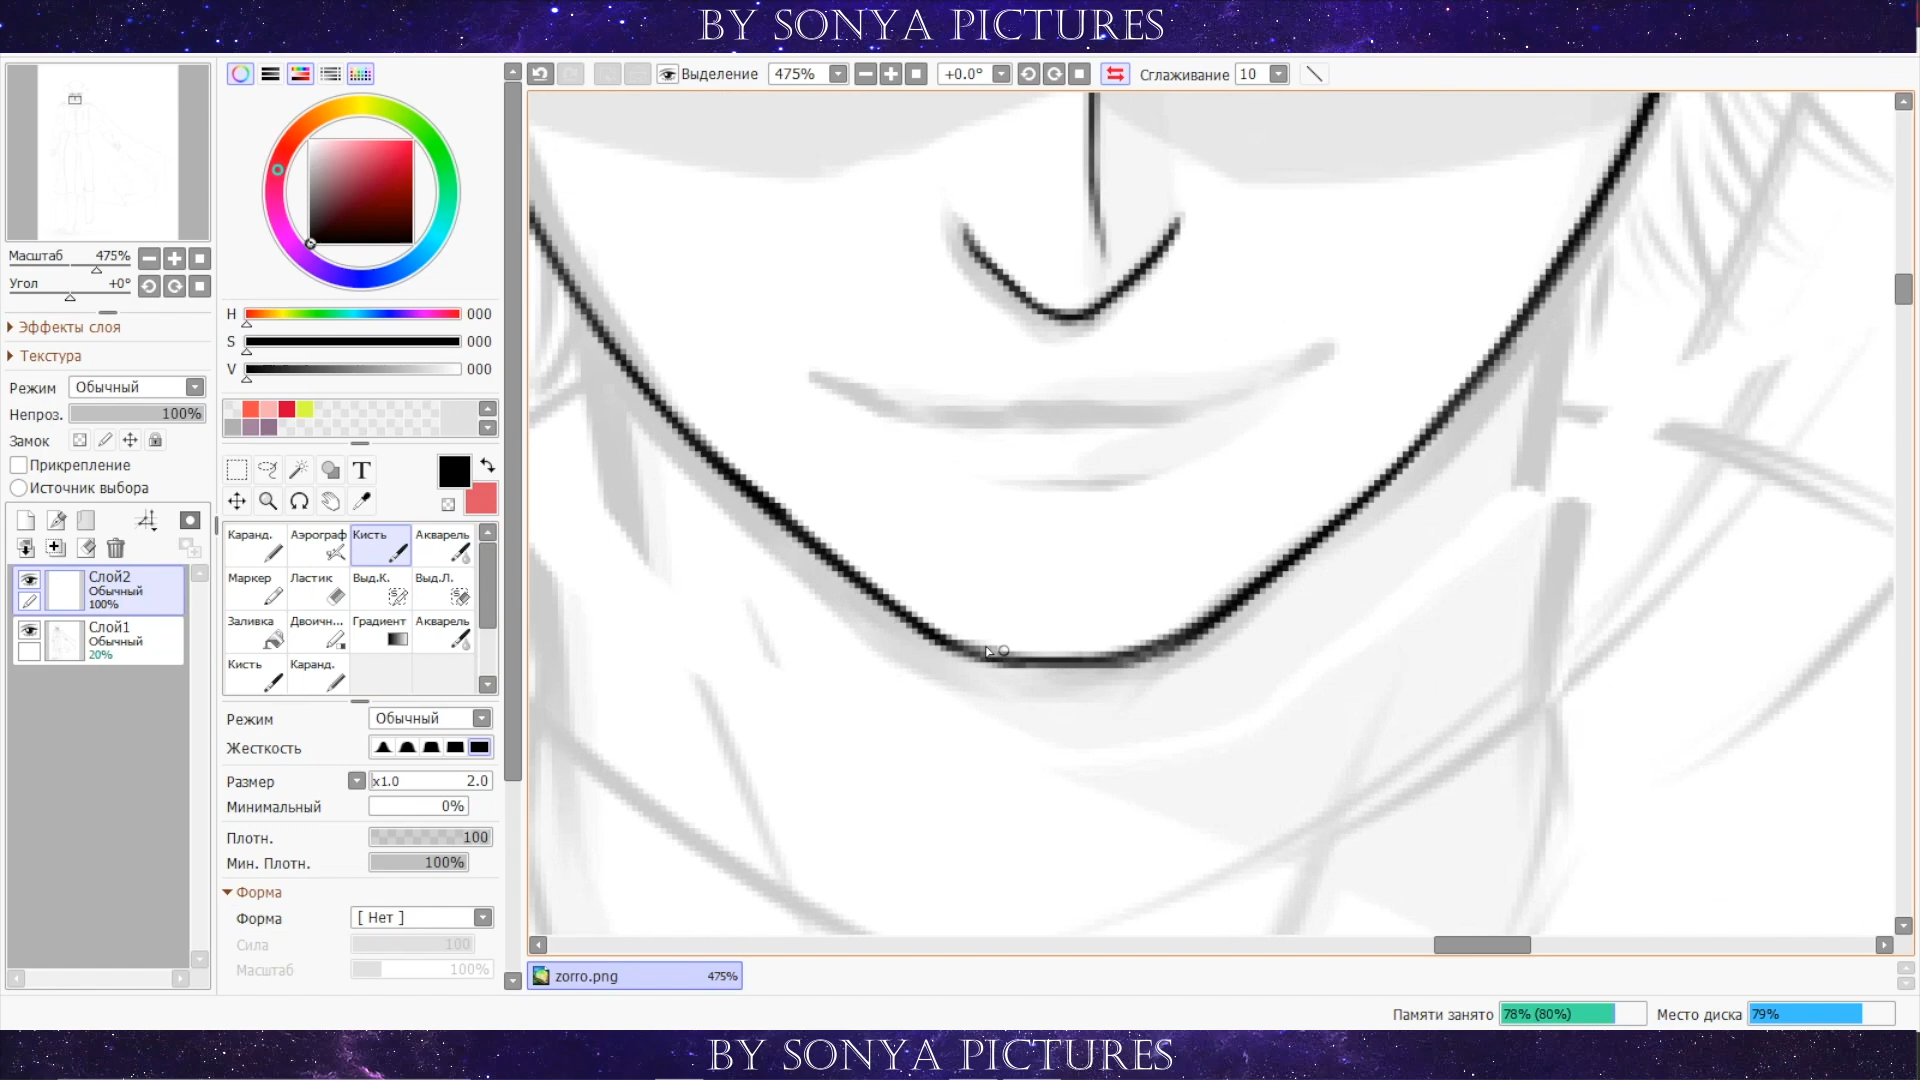 BY SONYA PICTURES
Выделение 475% +0.0° Сглаживание 10
Масштаб 475%
Угол +0°
Эффекты слоя
Текстура
Режим Обычный
Непроз. 100%
Замок
Прикрепление
Источник выбора
Слой2
Обычный
100%
Слой1
Обычный
20%
H 000
S 000
V 000
T
Каранд. Аэрограф Кисть Акварель
Маркер Ластик Выд.К. Выд.Л.
Заливка Двоичн... Градиент Акварель
Кисть Каранд.
Режим Обычный
Жесткость
Размер x1.0 2.0
Минимальный 0%
Плотн. 100
Мин. Плотн. 100%
Форма
Форма [ Нет ]
Сила 100
Масштаб 100%
zorro.png 475%
Памяти занято 78% (80%) Место диска 79%
BY SONYA PICTURES